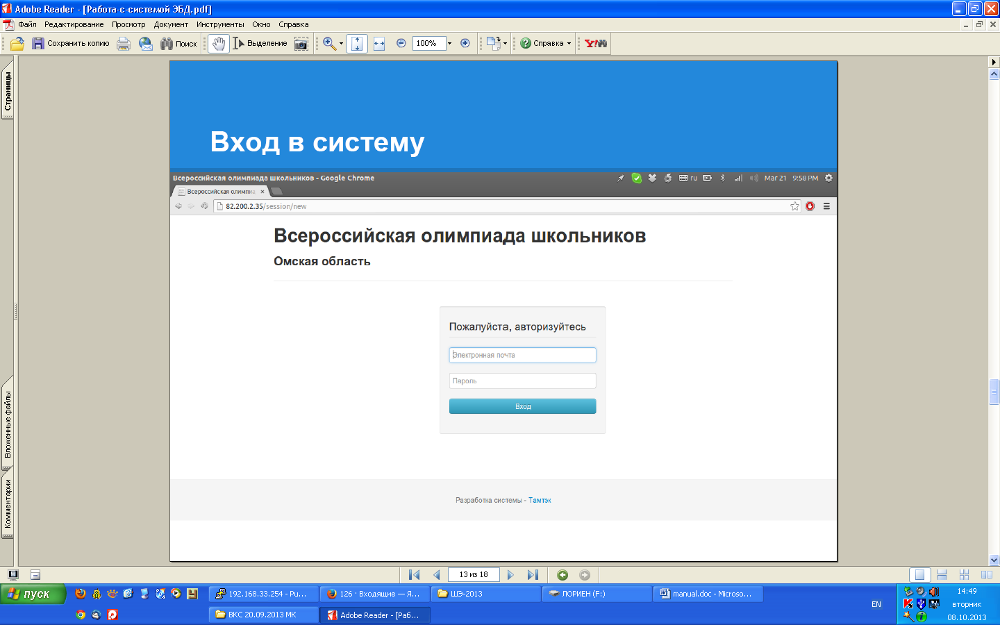 Adobe Reader - [Работа-с-системой ЭБД.pdf]
Файл Редактирование Просмотр Документ Инструменты Окно Справка
Сохранить копию Поиск Выделение 100% Справка Y!
Страницы
Вход в систему
Всероссийская олимпиада школьников - Google Chrome ru Mar 21 9:58 PM
Всероссийская олимпиа
82.200.2.35/session/new
Всероссийская олимпиада школьников
Омская область
Пожалуйста, авторизуйтесь
Электронная почта
Пароль
Вход
Вложенные файлы
Комментарии
Разработка системы - Тамтэк
13 из 18
пуск
192.168.33.254 - Pu...
126 · Входящие — Я...
ШЭ-2013
ЛОРИЕН (F:)
manual.doc - Microso...
ВКС 20.09.2013 МК
Adobe Reader - [Раб...
EN
14:49
вторник
08.10.2013